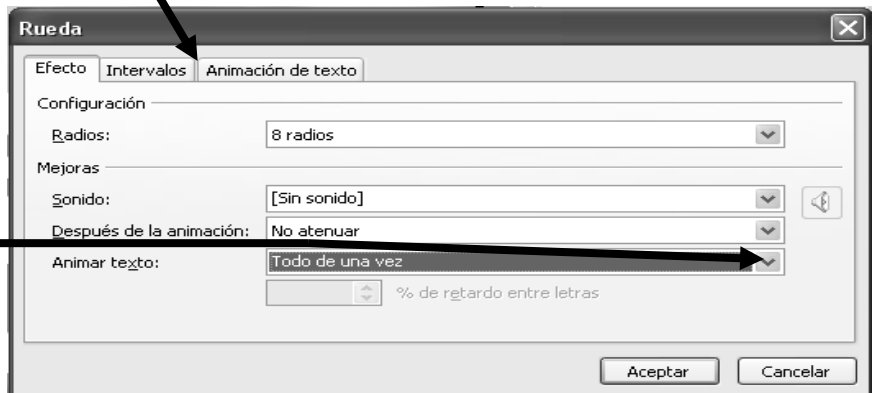 Rueda
Efecto Intervalos Animación de texto
Configuración
Radios: 8 radios
Mejoras
Sonido: [Sin sonido]
Después de la animación: No atenuar
Animar texto: Todo de una vez
% de retardo entre letras
Aceptar Cancelar